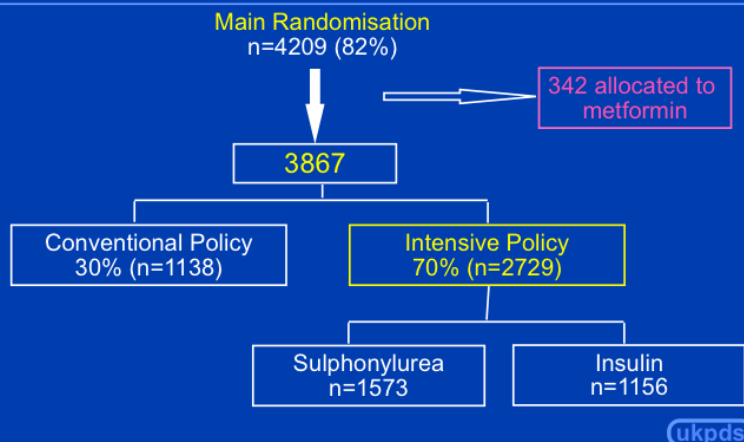 Main Randomisation
n=4209 (82%)
342 allocated to
metformin
3867
Conventional Policy
30% (n=1138)
Intensive Policy
70% (n=2729)
Sulphonylurea
n=1573
Insulin
n=1156
ukpds